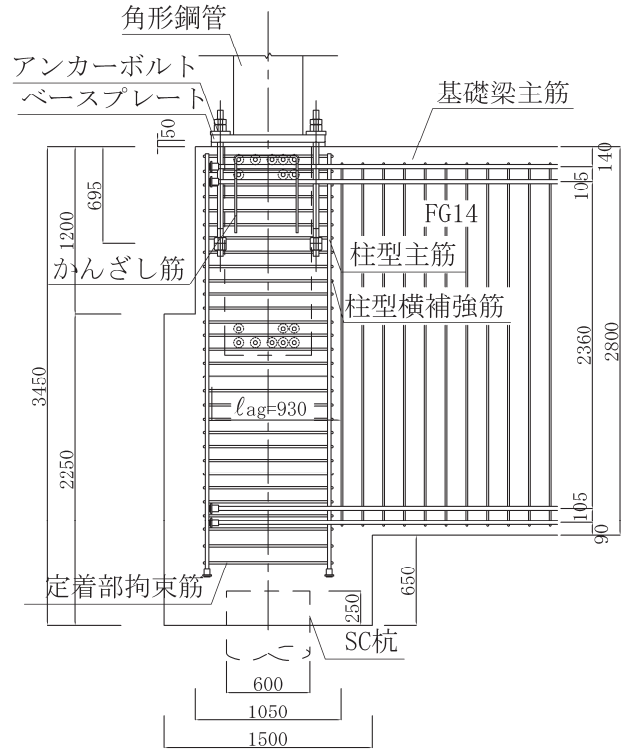 角形鋼管
アンカーボルト
ベースプレート
基礎梁主筋
50
140
105
695
1200
FG14
かんざし筋
柱型主筋
柱型横補強筋
2360
2800
3450
ℓag=930
2250
105
90
定着部拘束筋
250
650
SC杭
600
1050
1500